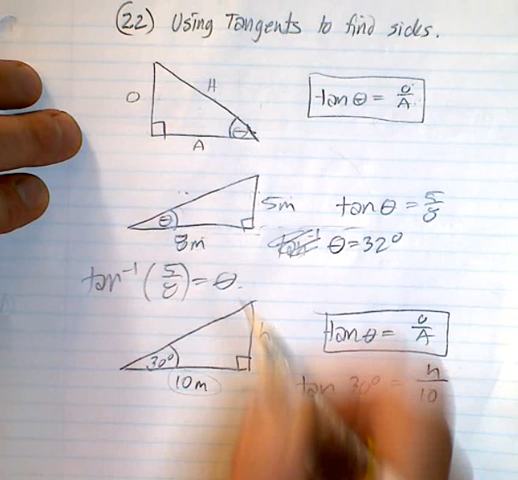 (22) Using Tangents to find sides.
O H A θ
tan θ = O/A
θ 5m 8m
tan θ = 5/8
θ = 32°
tan⁻¹ (5/8) = θ.
30° 10m h
tan θ = O/A
tan 30° = h/10